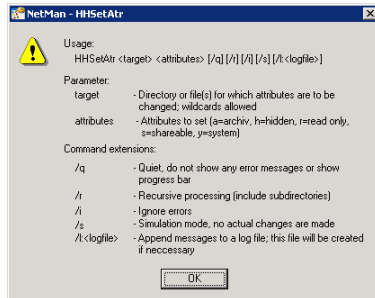 NetMan - HHSetAtr
Usage:
HHSetAtr <target> <attributes> [/q] [/r] [/i] [/s] [/l:<logfile>]
Parameter:
target - Directory or file(s) for which attributes are to be
changed; wildcards allowed
attributes - Attributes to set (a=archiv, h=hidden, r=read only,
s=shareable, y=system)
Command extensions:
/q - Quiet, do not show any error messages or show
progress bar
/r - Recursive processing (include subdirectories)
/i - Ignore errors
/s - Simulation mode, no actual changes are made
/l:<logfile> - Append messages to a log file; this file will be created
if neccessary
OK